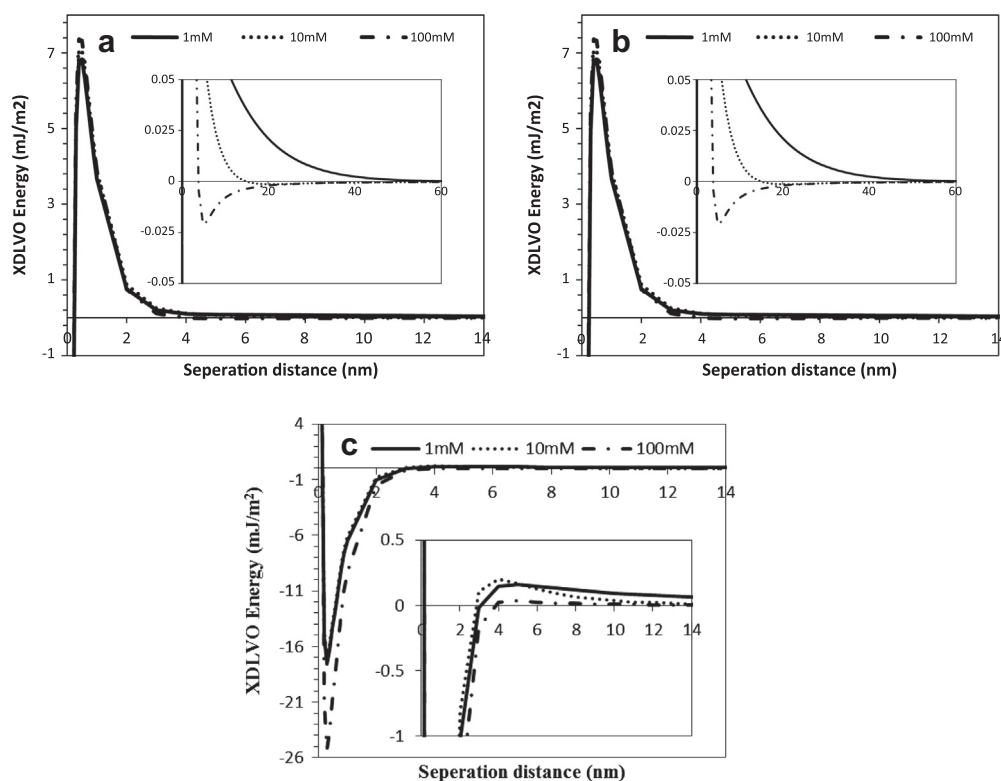 a 1mM 10mM 100mM
XDLVO Energy (mJ/m2)
7
5
3
1
-1
0 2 4 6 8 10 12 14
Seperation distance (nm)
0.05
0.025
0
-0.025
-0.05
0 20 40 60
b 1mM 10mM 100mM
XDLVO Energy (mJ/m2)
7
5
3
1
-1
0 2 4 6 8 10 12 14
Seperation distance (nm)
0.05
0.025
0
-0.025
-0.05
0 20 40 60
c 1mM 10mM 100mM
XDLVO Energy (mJ/m²)
4
-1
-6
-11
-16
-21
-26
0 2 4 6 8 10 12 14
Seperation distance (nm)
0.5
0
-0.5
-1
0 2 4 6 8 10 12 14